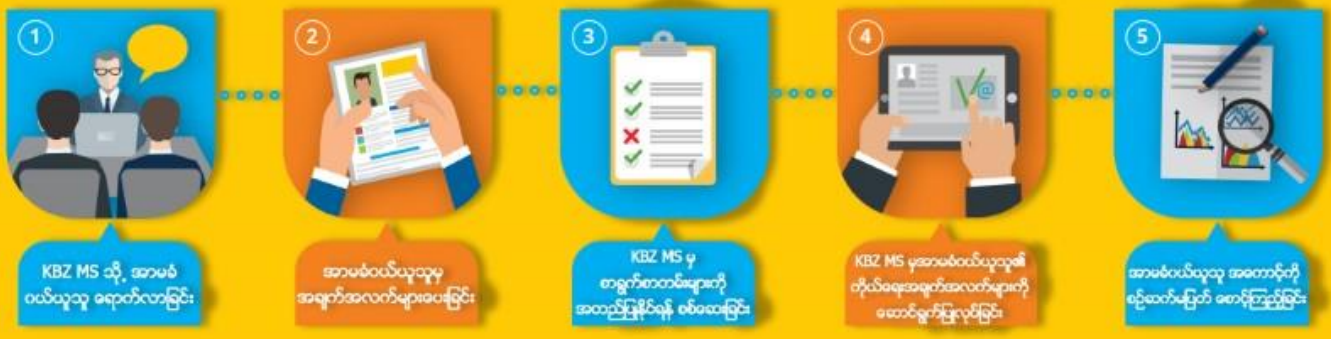 1
2
3
4
5
KBZ MS သို့ အာမခံ
ဝယ်ယူသူ ရောက်လာခြင်း
အာမခံဝယ်ယူသူမှ
အချက်အလက်များပေးခြင်း
KBZ MS မှ
စာရွက်စာတမ်းများကို
အတည်ပြုနိုင်ရန် စစ်ဆေးခြင်း
KBZ MS မှအာမခံဝယ်ယူသူ၏
ကိုယ်ရေးအချက်အလက်များကို
ဆောင်ရွက်ပြုလုပ်ခြင်း
အာမခံဝယ်ယူသူ အကောင့်ကို
စဉ်ဆက်မပြတ် စောင့်ကြည့်ခြင်း